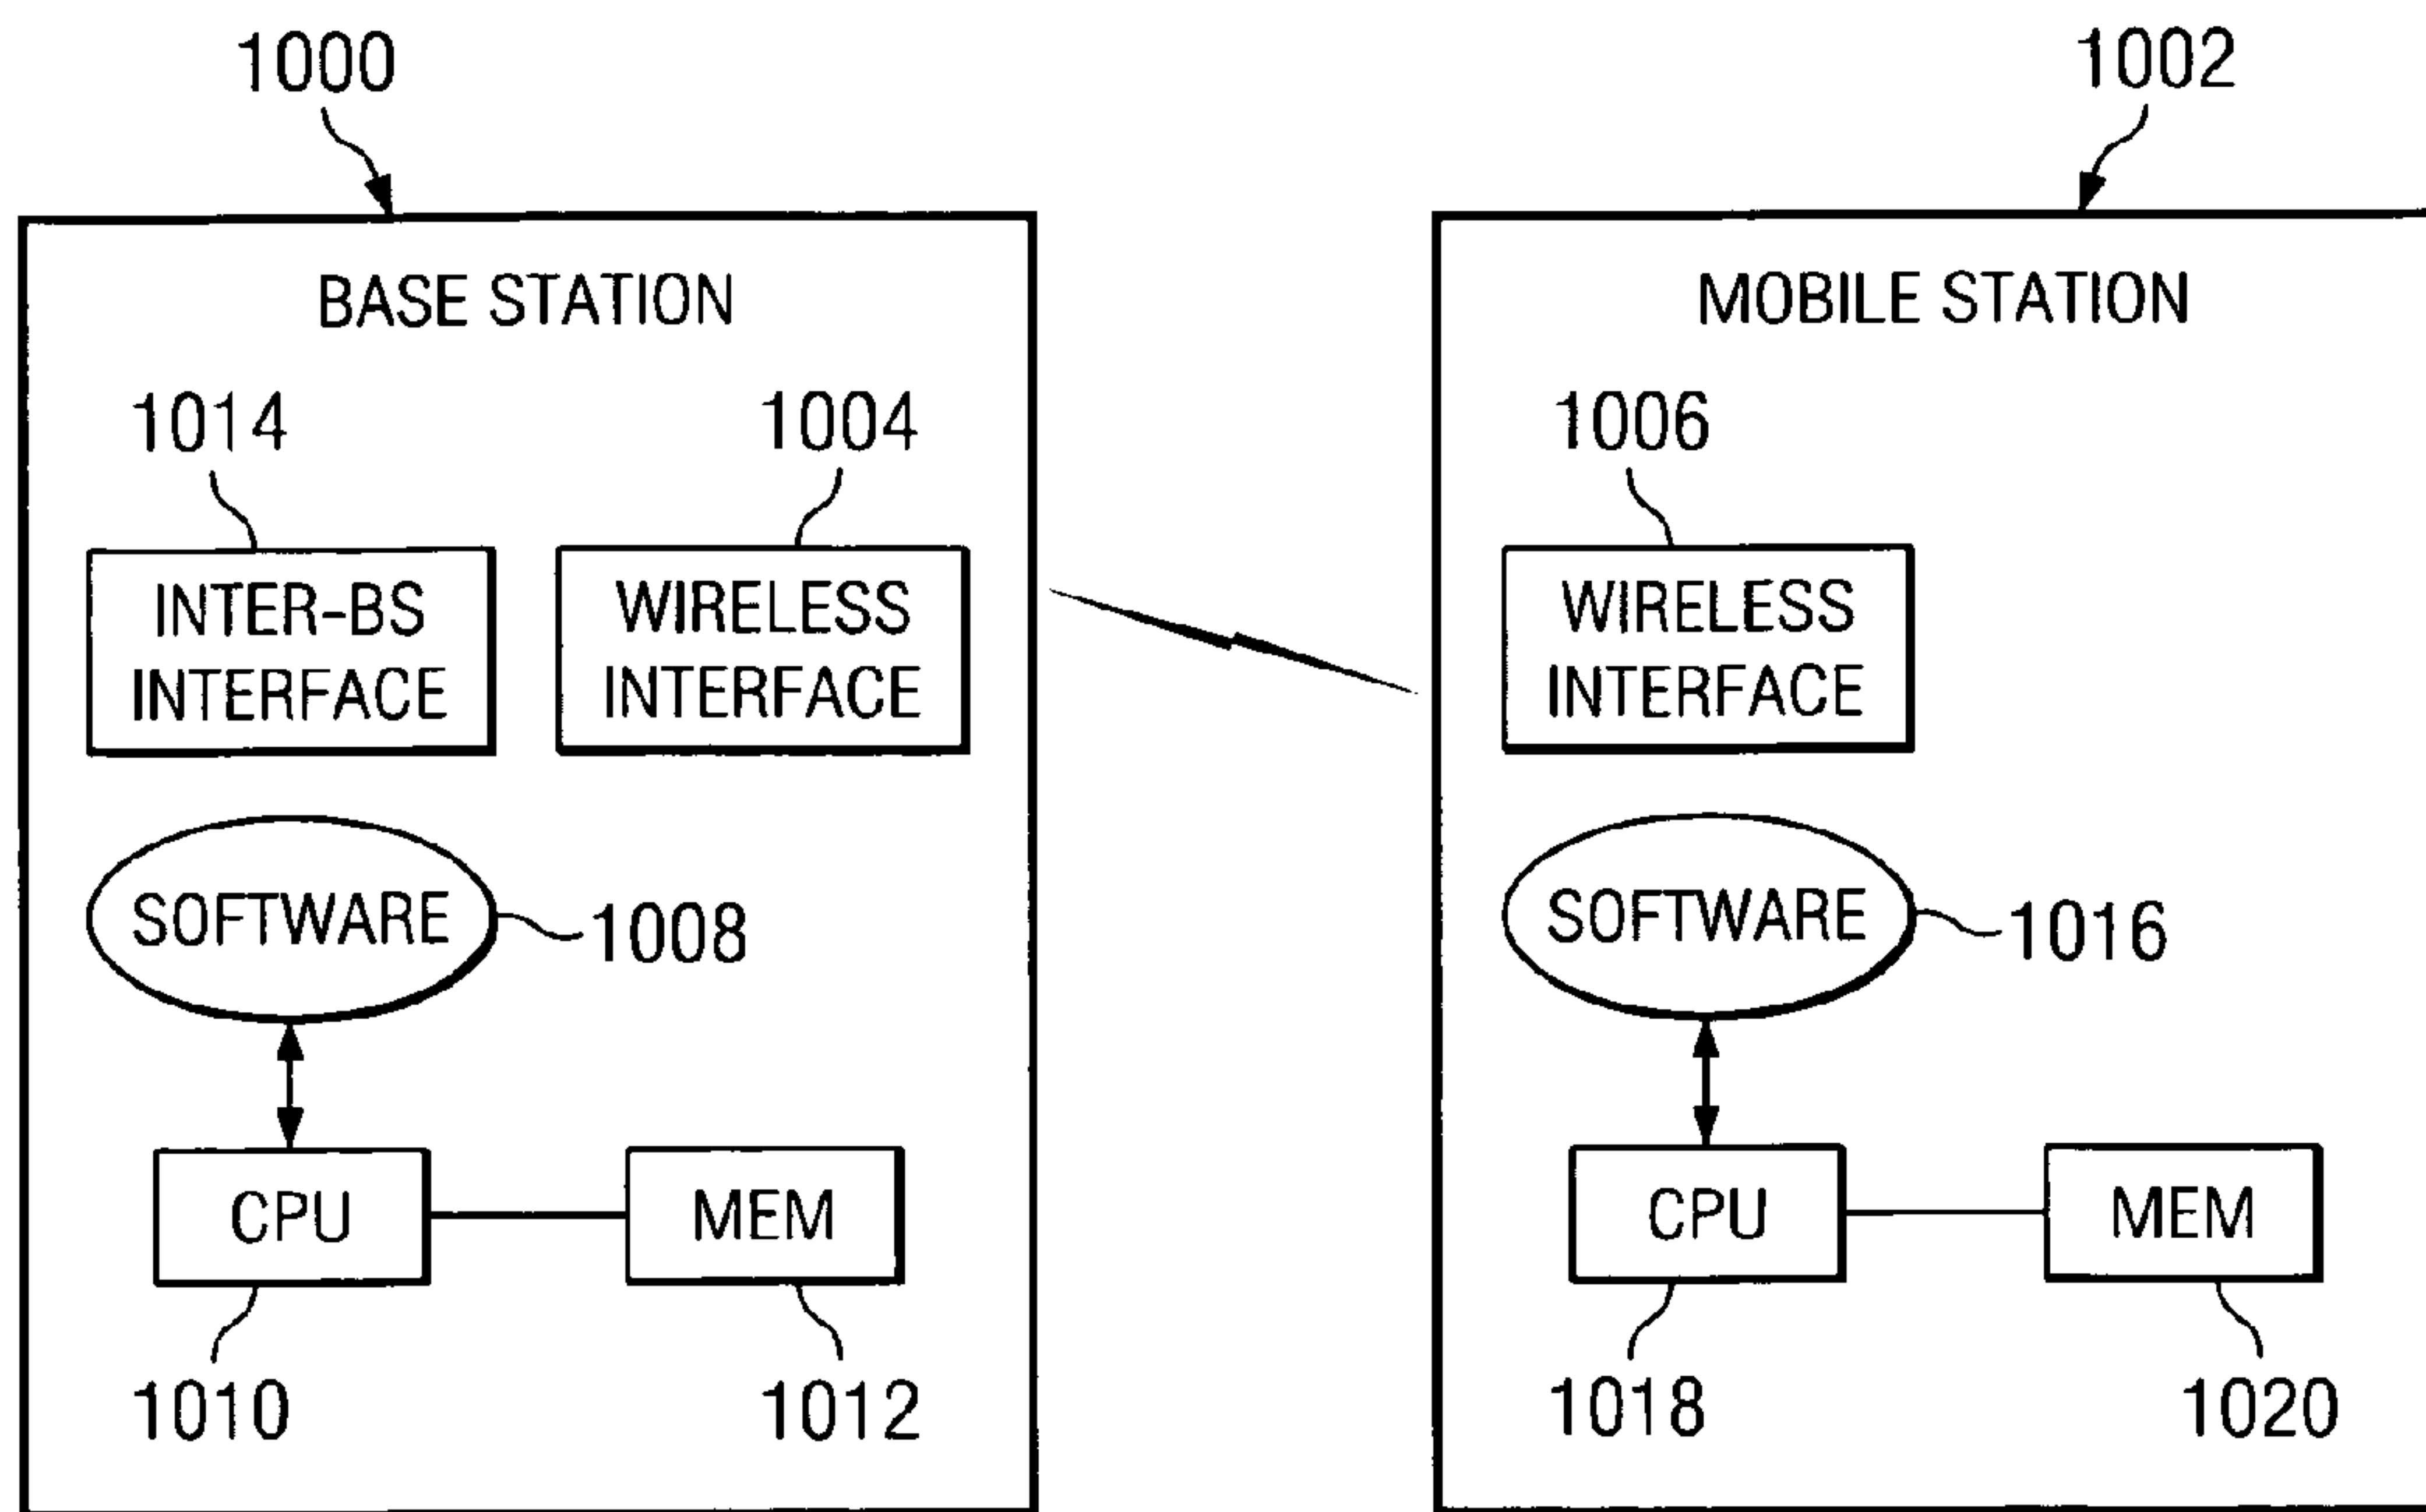 1000
1002
BASE STATION
MOBILE STATION
1014
1004
1006
INTER-BS
INTERFACE
WIRELESS
INTERFACE
WIRELESS
INTERFACE
SOFTWARE
1008
SOFTWARE
1016
CPU
MEM
CPU
MEM
1010
1012
1018
1020